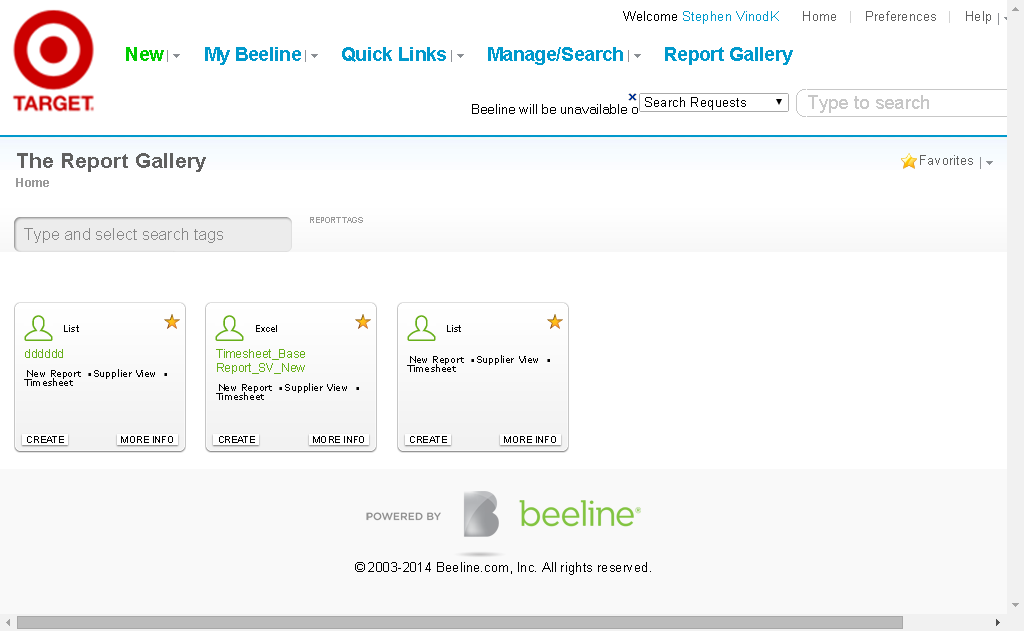 Welcome Stephen VinodK Home Preferences Help
New My Beeline Quick Links Manage/Search Report Gallery
TARGET.
Beeline will be unavailable o
Search Requests
Type to search
The Report Gallery
Favorites
Home
Type and select search tags
REPORT TAGS
List
dddddd
New Report ▪ Supplier View ▪
Timesheet
CREATE MORE INFO
Excel
Timesheet_Base
Report_SV_New
New Report ▪ Supplier View ▪
Timesheet
CREATE MORE INFO
List
New Report ▪ Supplier View ▪
Timesheet
CREATE MORE INFO
POWERED BY B beeline®
©2003-2014 Beeline.com, Inc. All rights reserved.